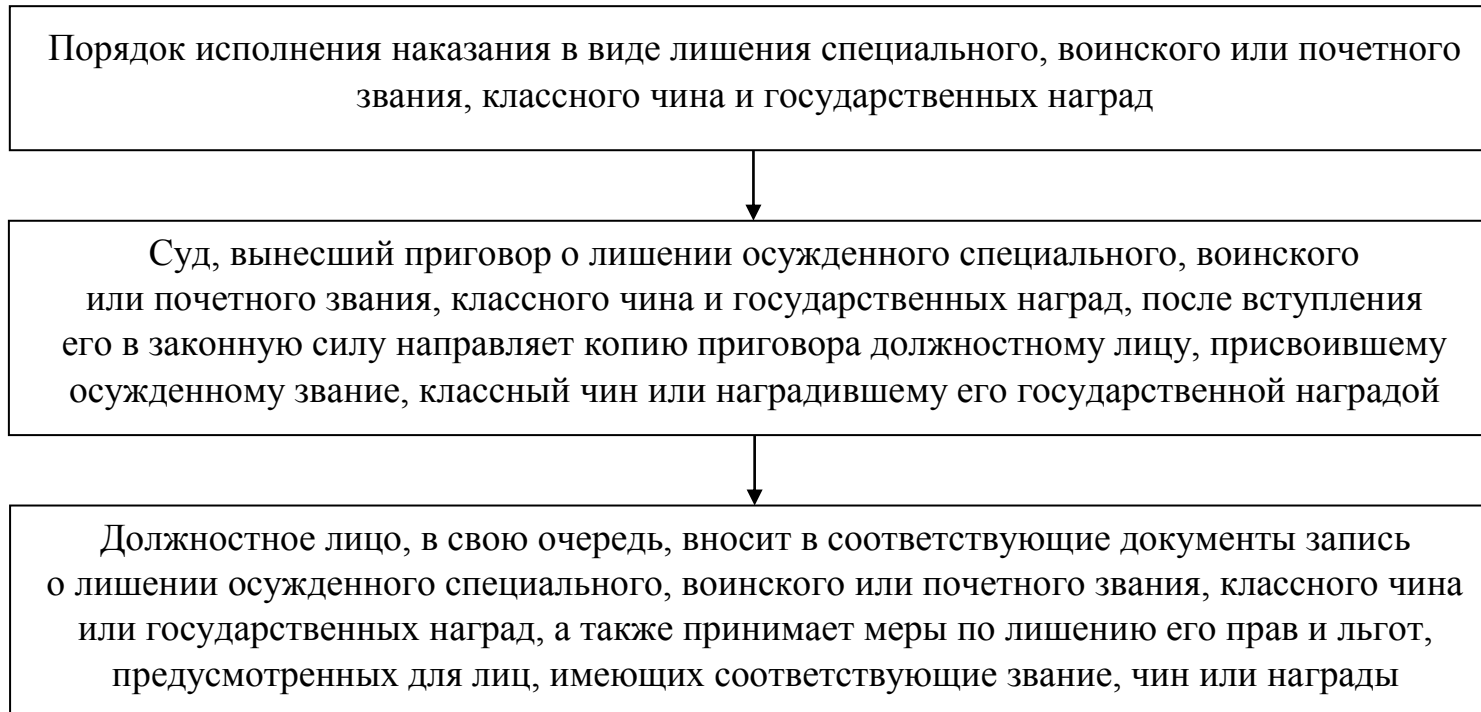 Порядок исполнения наказания в виде лишения специального, воинского или почетного
звания, классного чина и государственных наград
Суд, вынесший приговор о лишении осужденного специального, воинского
или почетного звания, классного чина и государственных наград, после вступления
его в законную силу направляет копию приговора должностному лицу, присвоившему
осужденному звание, классный чин или наградившему его государственной наградой
Должностное лицо, в свою очередь, вносит в соответствующие документы запись
о лишении осужденного специального, воинского или почетного звания, классного чина
или государственных наград, а также принимает меры по лишению его прав и льгот,
предусмотренных для лиц, имеющих соответствующие звание, чин или награды